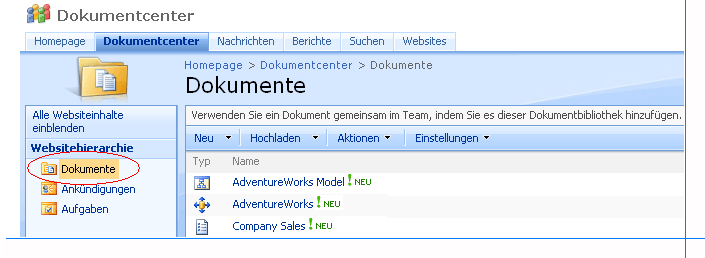 Dokumentcenter
Homepage Dokumentcenter Nachrichten Berichte Suchen Websites
Homepage > Dokumentcenter > Dokumente
Dokumente
Alle Websiteinhalte
einblenden
Websitehierarchie
Dokumente
Ankündigungen
Aufgaben
Verwenden Sie ein Dokument gemeinsam im Team, indem Sie es dieser Dokumentbibliothek hinzufügen.
Neu Hochladen Aktionen Einstellungen
Typ Name
AdventureWorks Model ! NEU
AdventureWorks ! NEU
Company Sales ! NEU